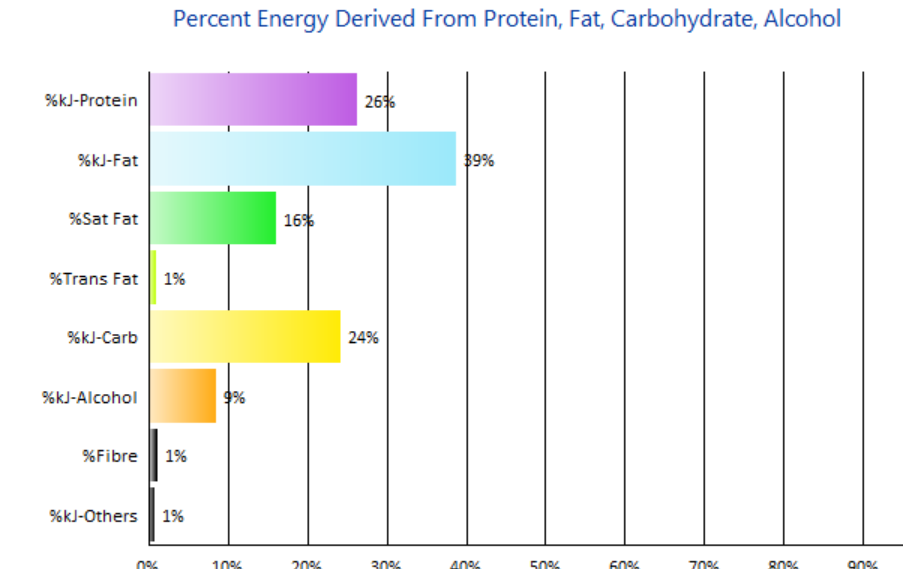 Percent Energy Derived From Protein, Fat, Carbohydrate, Alcohol
%kJ-Protein 26%
%kJ-Fat 39%
%Sat Fat 16%
%Trans Fat 1%
%kJ-Carb 24%
%kJ-Alcohol 9%
%Fibre 1%
%kJ-Others 1%
0% 10% 20% 30% 40% 50% 60% 70% 80% 90%